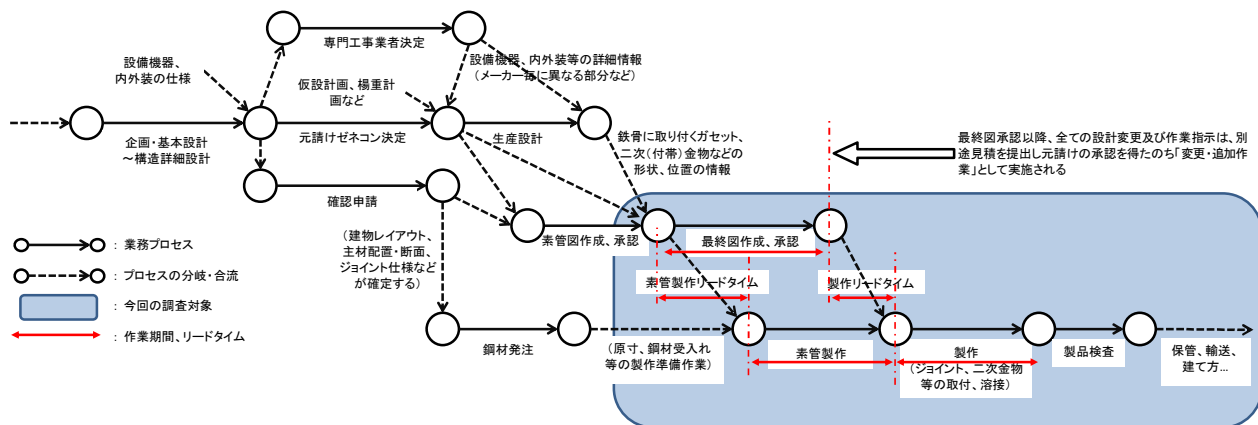 専門工事業者決定
設備機器、
内外装の仕様
仮設計画、楊重計
画など
設備機器、内外装等の詳細情報
(メーカー毎に異なる部分など)
企画・基本設計
～構造詳細設計
元請けゼネコン決定
生産設計
鉄骨に取り付くガセット、
二次(付帯)金物などの
形状、位置の情報
最終図承認以降、全ての設計変更及び作業指示は、別
途見積を提出し元請けの承認を得たのち「変更・追加作
業」として実施される
確認申請
(建物レイアウト、
主材配置・断面、
ジョイント仕様など
が確定する)
素管図作成、承認
最終図作成、承認
素管製作リードタイム
製作リードタイム
：業務プロセス
：プロセスの分岐・合流
：今回の調査対象
：作業期間、リードタイム
鋼材発注
(原寸、鋼材受入れ
等の製作準備作業)
素管製作
製作
(ジョイント、二次金物
等の取付、溶接)
製品検査
保管、輸送、
建て方…